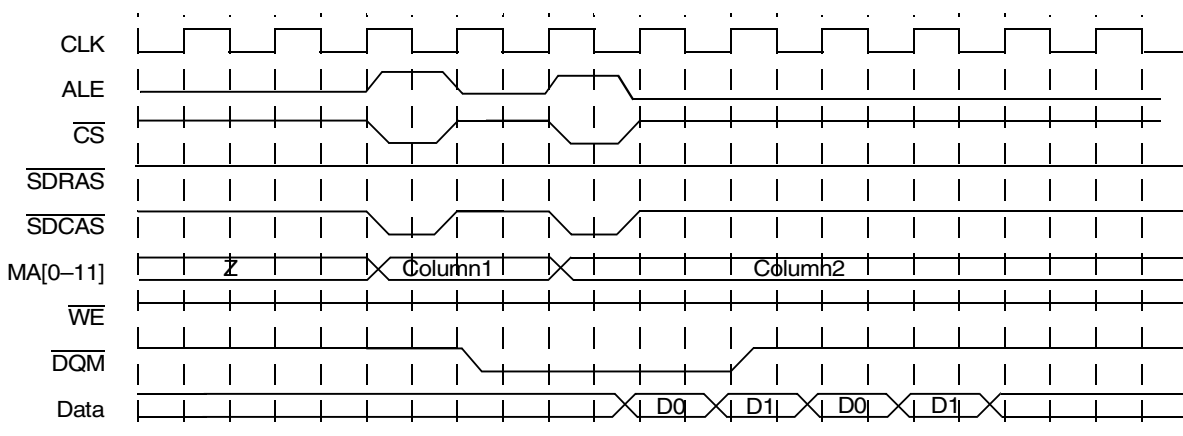 CLK
ALE
CS
SDRAS
SDCAS
MA[0–11] Z Column1 Column2
WE
DQM
Data D0 D1 D0 D1